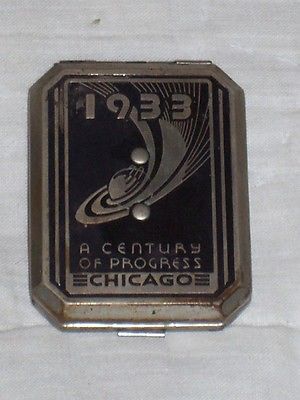 1933
A CENTURY
OF PROGRESS
CHICAGO